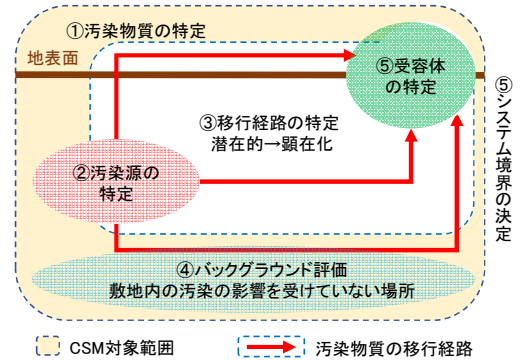 ①汚染物質の特定
地表面
⑤受容体
の特定
③移行経路の特定
潜在的→顕在化
②汚染源の
特定
⑤システム境界の決定
④バックグラウンド評価
敷地内の汚染の影響を受けていない場所
CSM対象範囲
汚染物質の移行経路